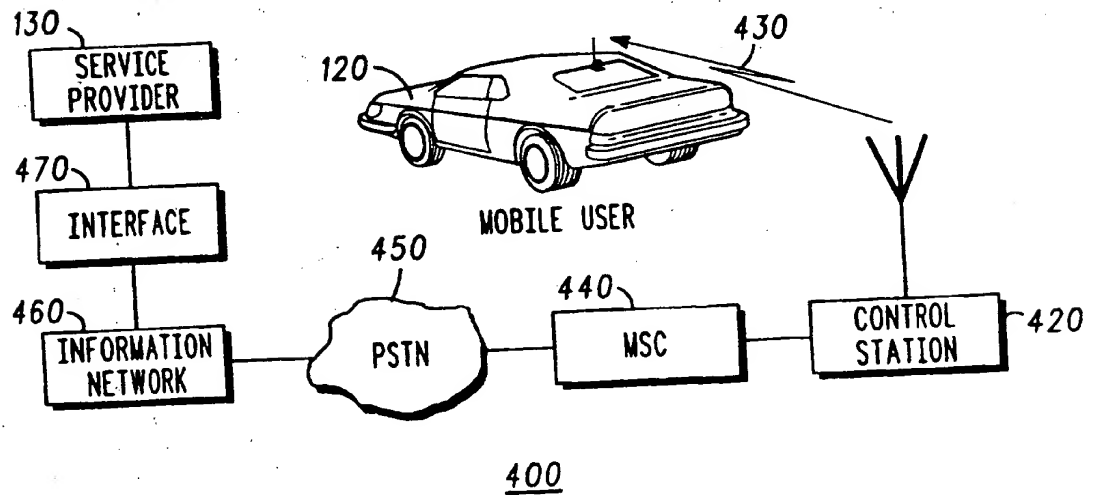 130
SERVICE
PROVIDER
470
INTERFACE
460
INFORMATION
NETWORK
120
430
MOBILE USER
450
PSTN
440
MSC
CONTROL
STATION
420
400